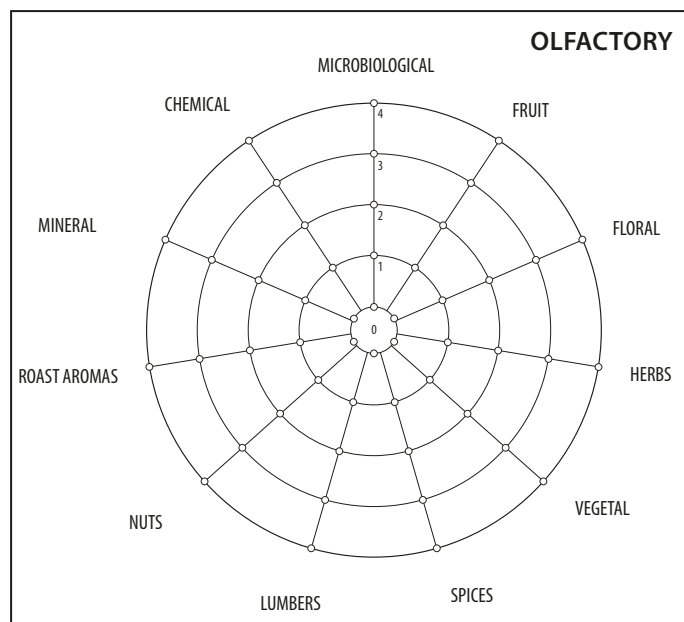 OLFACTORY
MICROBIOLOGICAL
CHEMICAL
FRUIT
4
3
MINERAL
2
FLORAL
1
0
ROAST AROMAS
HERBS
NUTS
VEGETAL
LUMBERS
SPICES